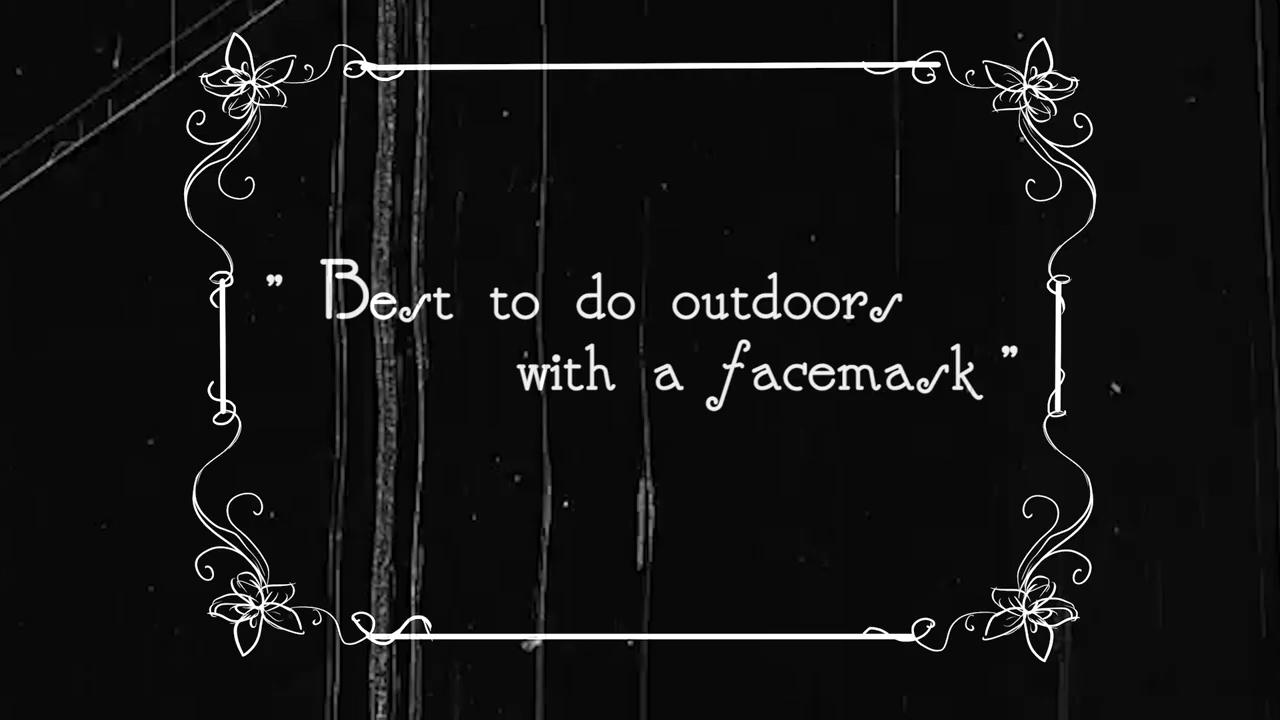 ” Best to do outdoors
with a facemask ”